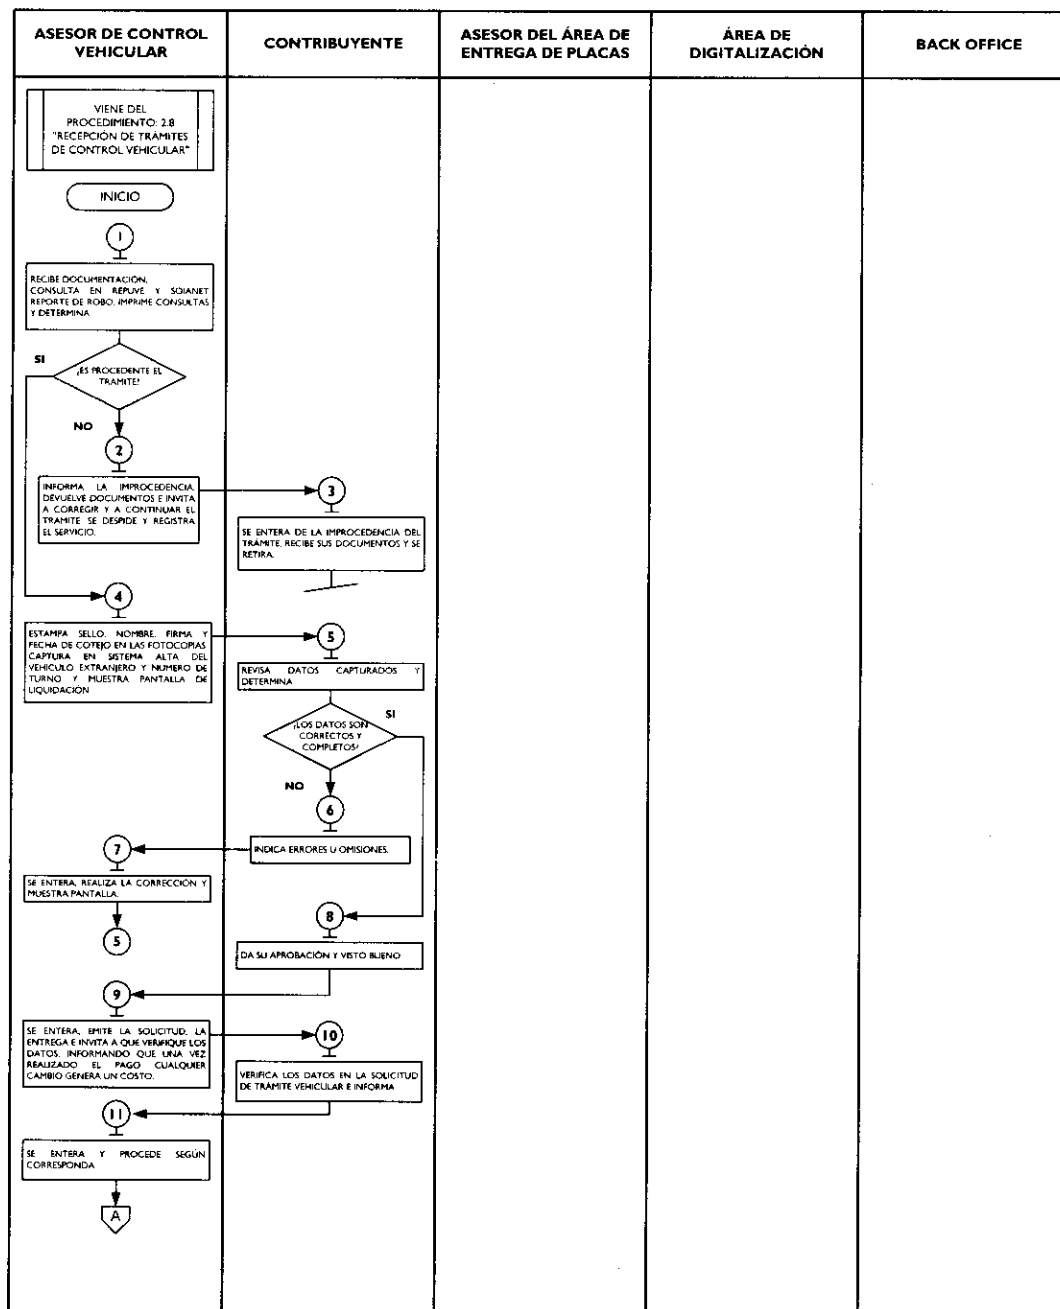 ASESOR DE CONTROL
VEHICULAR
CONTRIBUYENTE
ASESOR DEL ÁREA DE
ENTREGA DE PLACAS
ÁREA DE
DIGITALIZACIÓN
BACK OFFICE
VIENE DEL
PROCEDIMIENTO: 2.8
"RECEPCIÓN DE TRÁMITES
DE CONTROL VEHICULAR"
INICIO
1
RECIBE DOCUMENTACIÓN,
CONSULTA EN REPUVE Y SOIANET
REPORTE DE ROBO, IMPRIME CONSULTAS
Y DETERMINA
SI
¿ES PROCEDENTE EL
TRAMITE?
NO
2
INFORMA LA IMPROCEDENCIA,
DEVUELVE DOCUMENTOS E INVITA
A CORREGIR Y A CONTINUAR EL
TRAMITE SE DESPIDE Y REGISTRA
EL SERVICIO.
3
SE ENTERA DE LA IMPROCEDENCIA DEL
TRÁMITE, RECIBE SUS DOCUMENTOS Y SE
RETIRA.
4
ESTAMPA SELLO, NOMBRE, FIRMA Y
FECHA DE COTEJO EN LAS FOTOCOPIAS
CAPTURA EN SISTEMA ALTA DEL
VEHICULO EXTRANJERO Y NUMERO DE
TURNO Y MUESTRA PANTALLA DE
LIQUIDACIÓN
5
REVISA DATOS CAPTURADOS Y
DETERMINA
¿LOS DATOS SON
CORRECTOS Y
COMPLETOS?
SI
NO
6
INDICA ERRORES U OMISIONES.
7
SE ENTERA, REALIZA LA CORRECCIÓN Y
MUESTRA PANTALLA.
5
8
DA SU APROBACIÓN Y VISTO BUENO
9
SE ENTERA, EMITE LA SOLICITUD, LA
ENTREGA E INVITA A QUE VERIFIQUE LOS
DATOS, INFORMANDO QUE UNA VEZ
REALIZADO EL PAGO CUALQUIER
CAMBIO GENERA UN COSTO.
10
VERIFICA LOS DATOS EN LA SOLICITUD
DE TRÁMITE VEHICULAR E INFORMA
11
SE ENTERA Y PROCEDE SEGÚN
CORRESPONDA
A